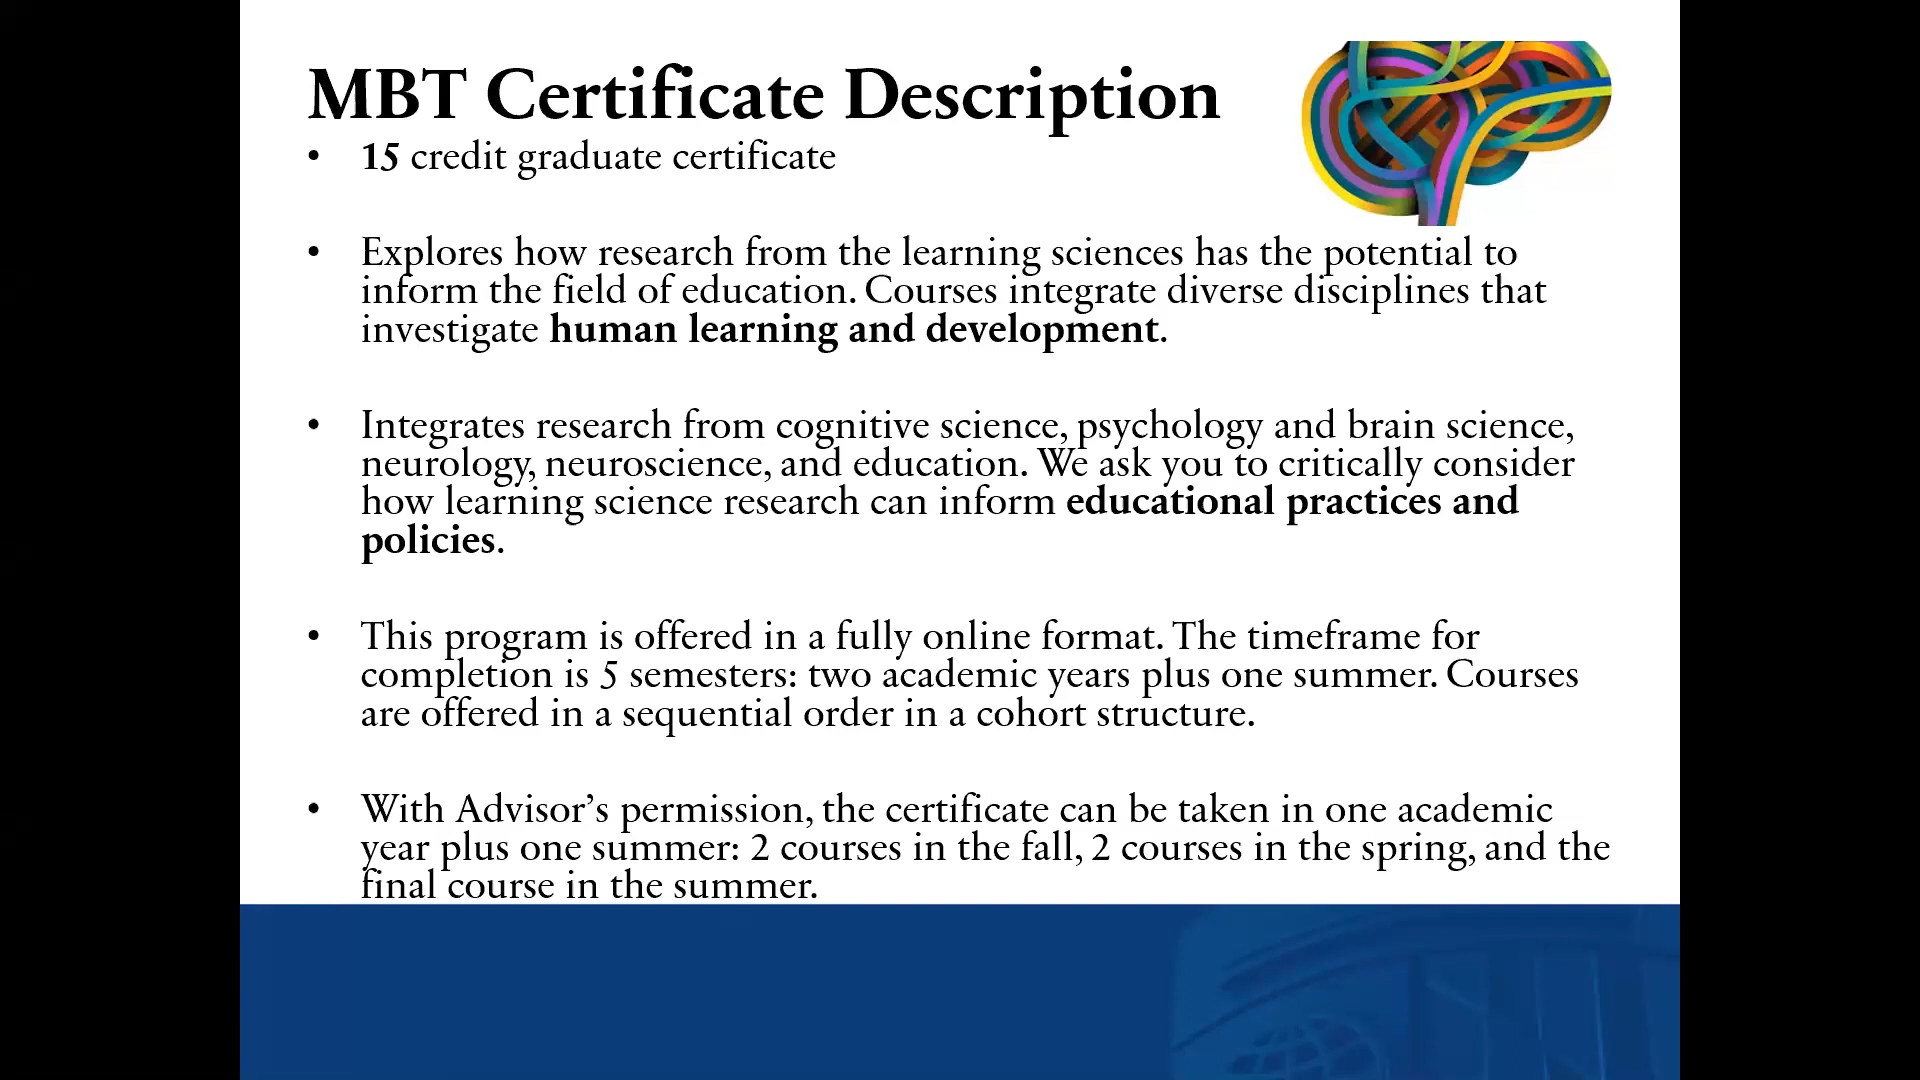 MBT Certificate Description
• 15 credit graduate certificate
• Explores how research from the learning sciences has the potential to
inform the field of education. Courses integrate diverse disciplines that
investigate human learning and development.
• Integrates research from cognitive science, psychology and brain science,
neurology, neuroscience, and education. We ask you to critically consider
how learning science research can inform educational practices and
policies.
• This program is offered in a fully online format. The timeframe for
completion is 5 semesters: two academic years plus one summer. Courses
are offered in a sequential order in a cohort structure.
• With Advisor’s permission, the certificate can be taken in one academic
year plus one summer: 2 courses in the fall, 2 courses in the spring, and the
final course in the summer.